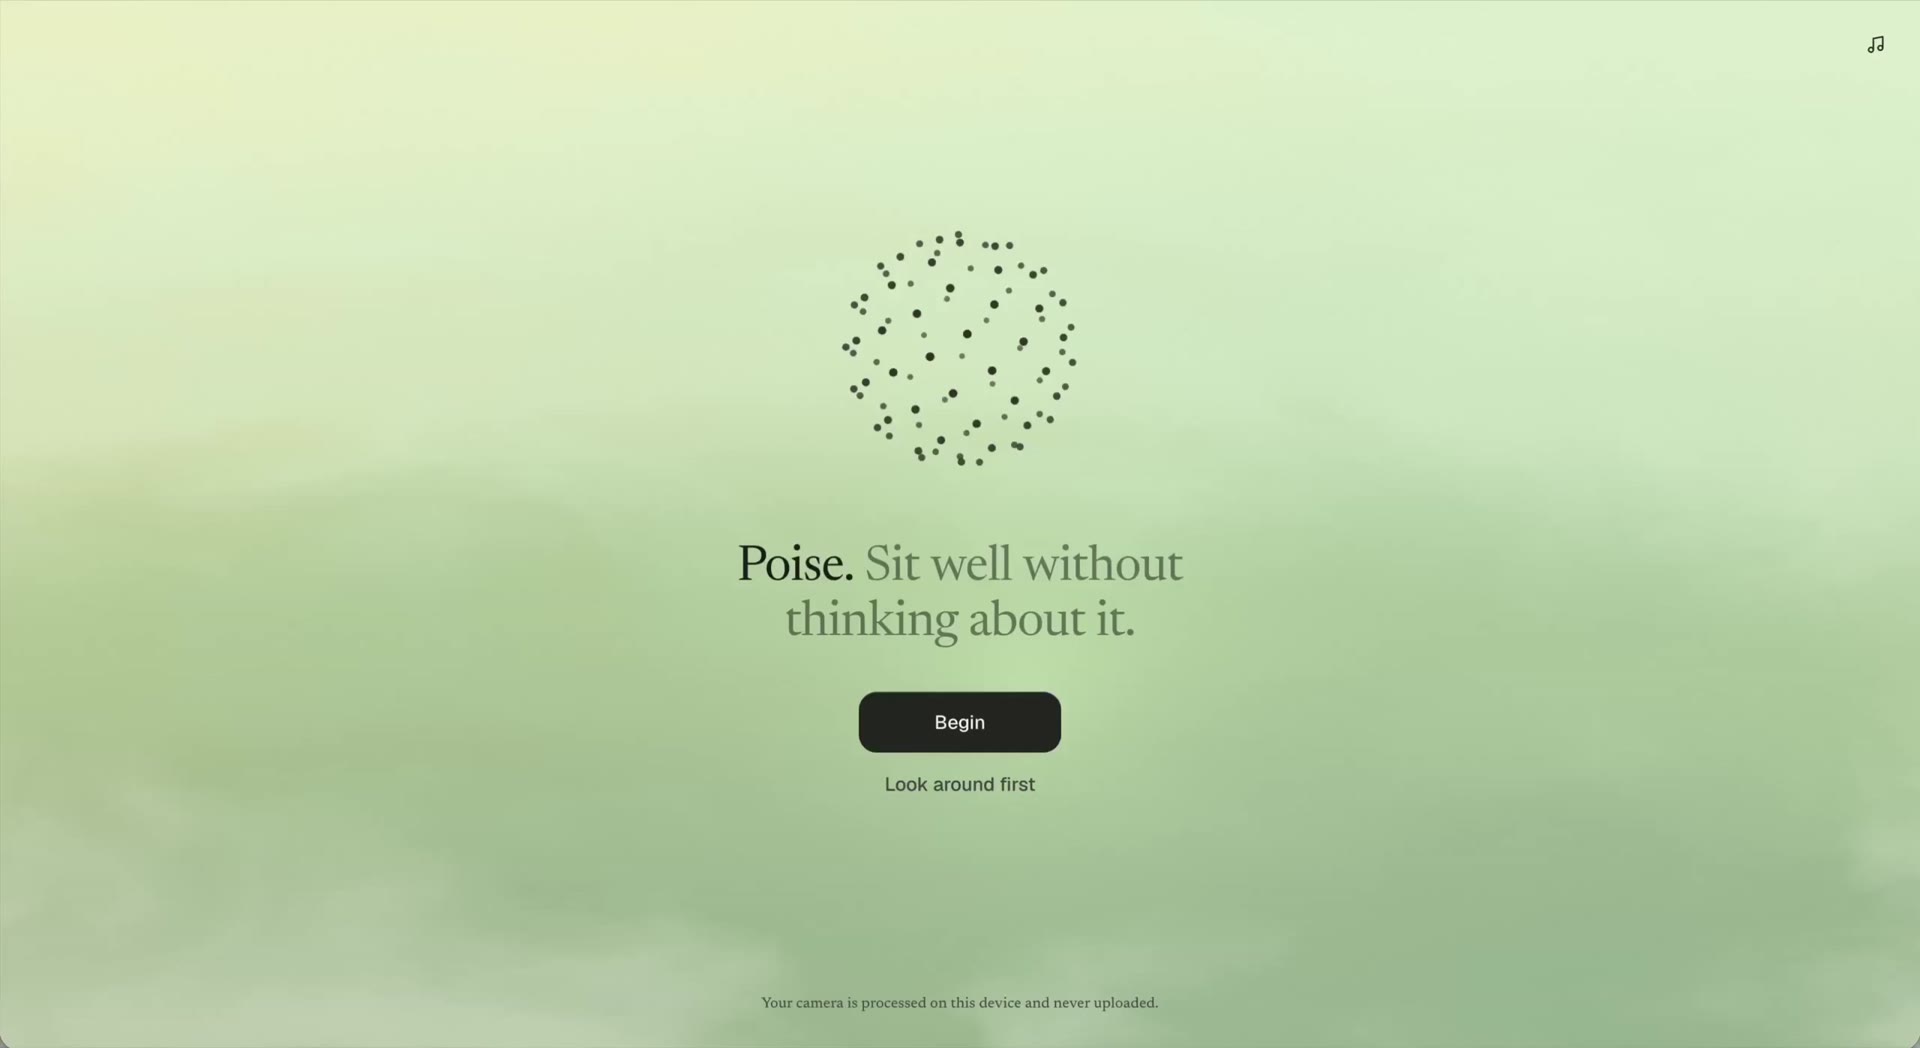 Poise. Sit well without
thinking about it.
Begin
Look around first
Your camera is processed on this device and never uploaded.